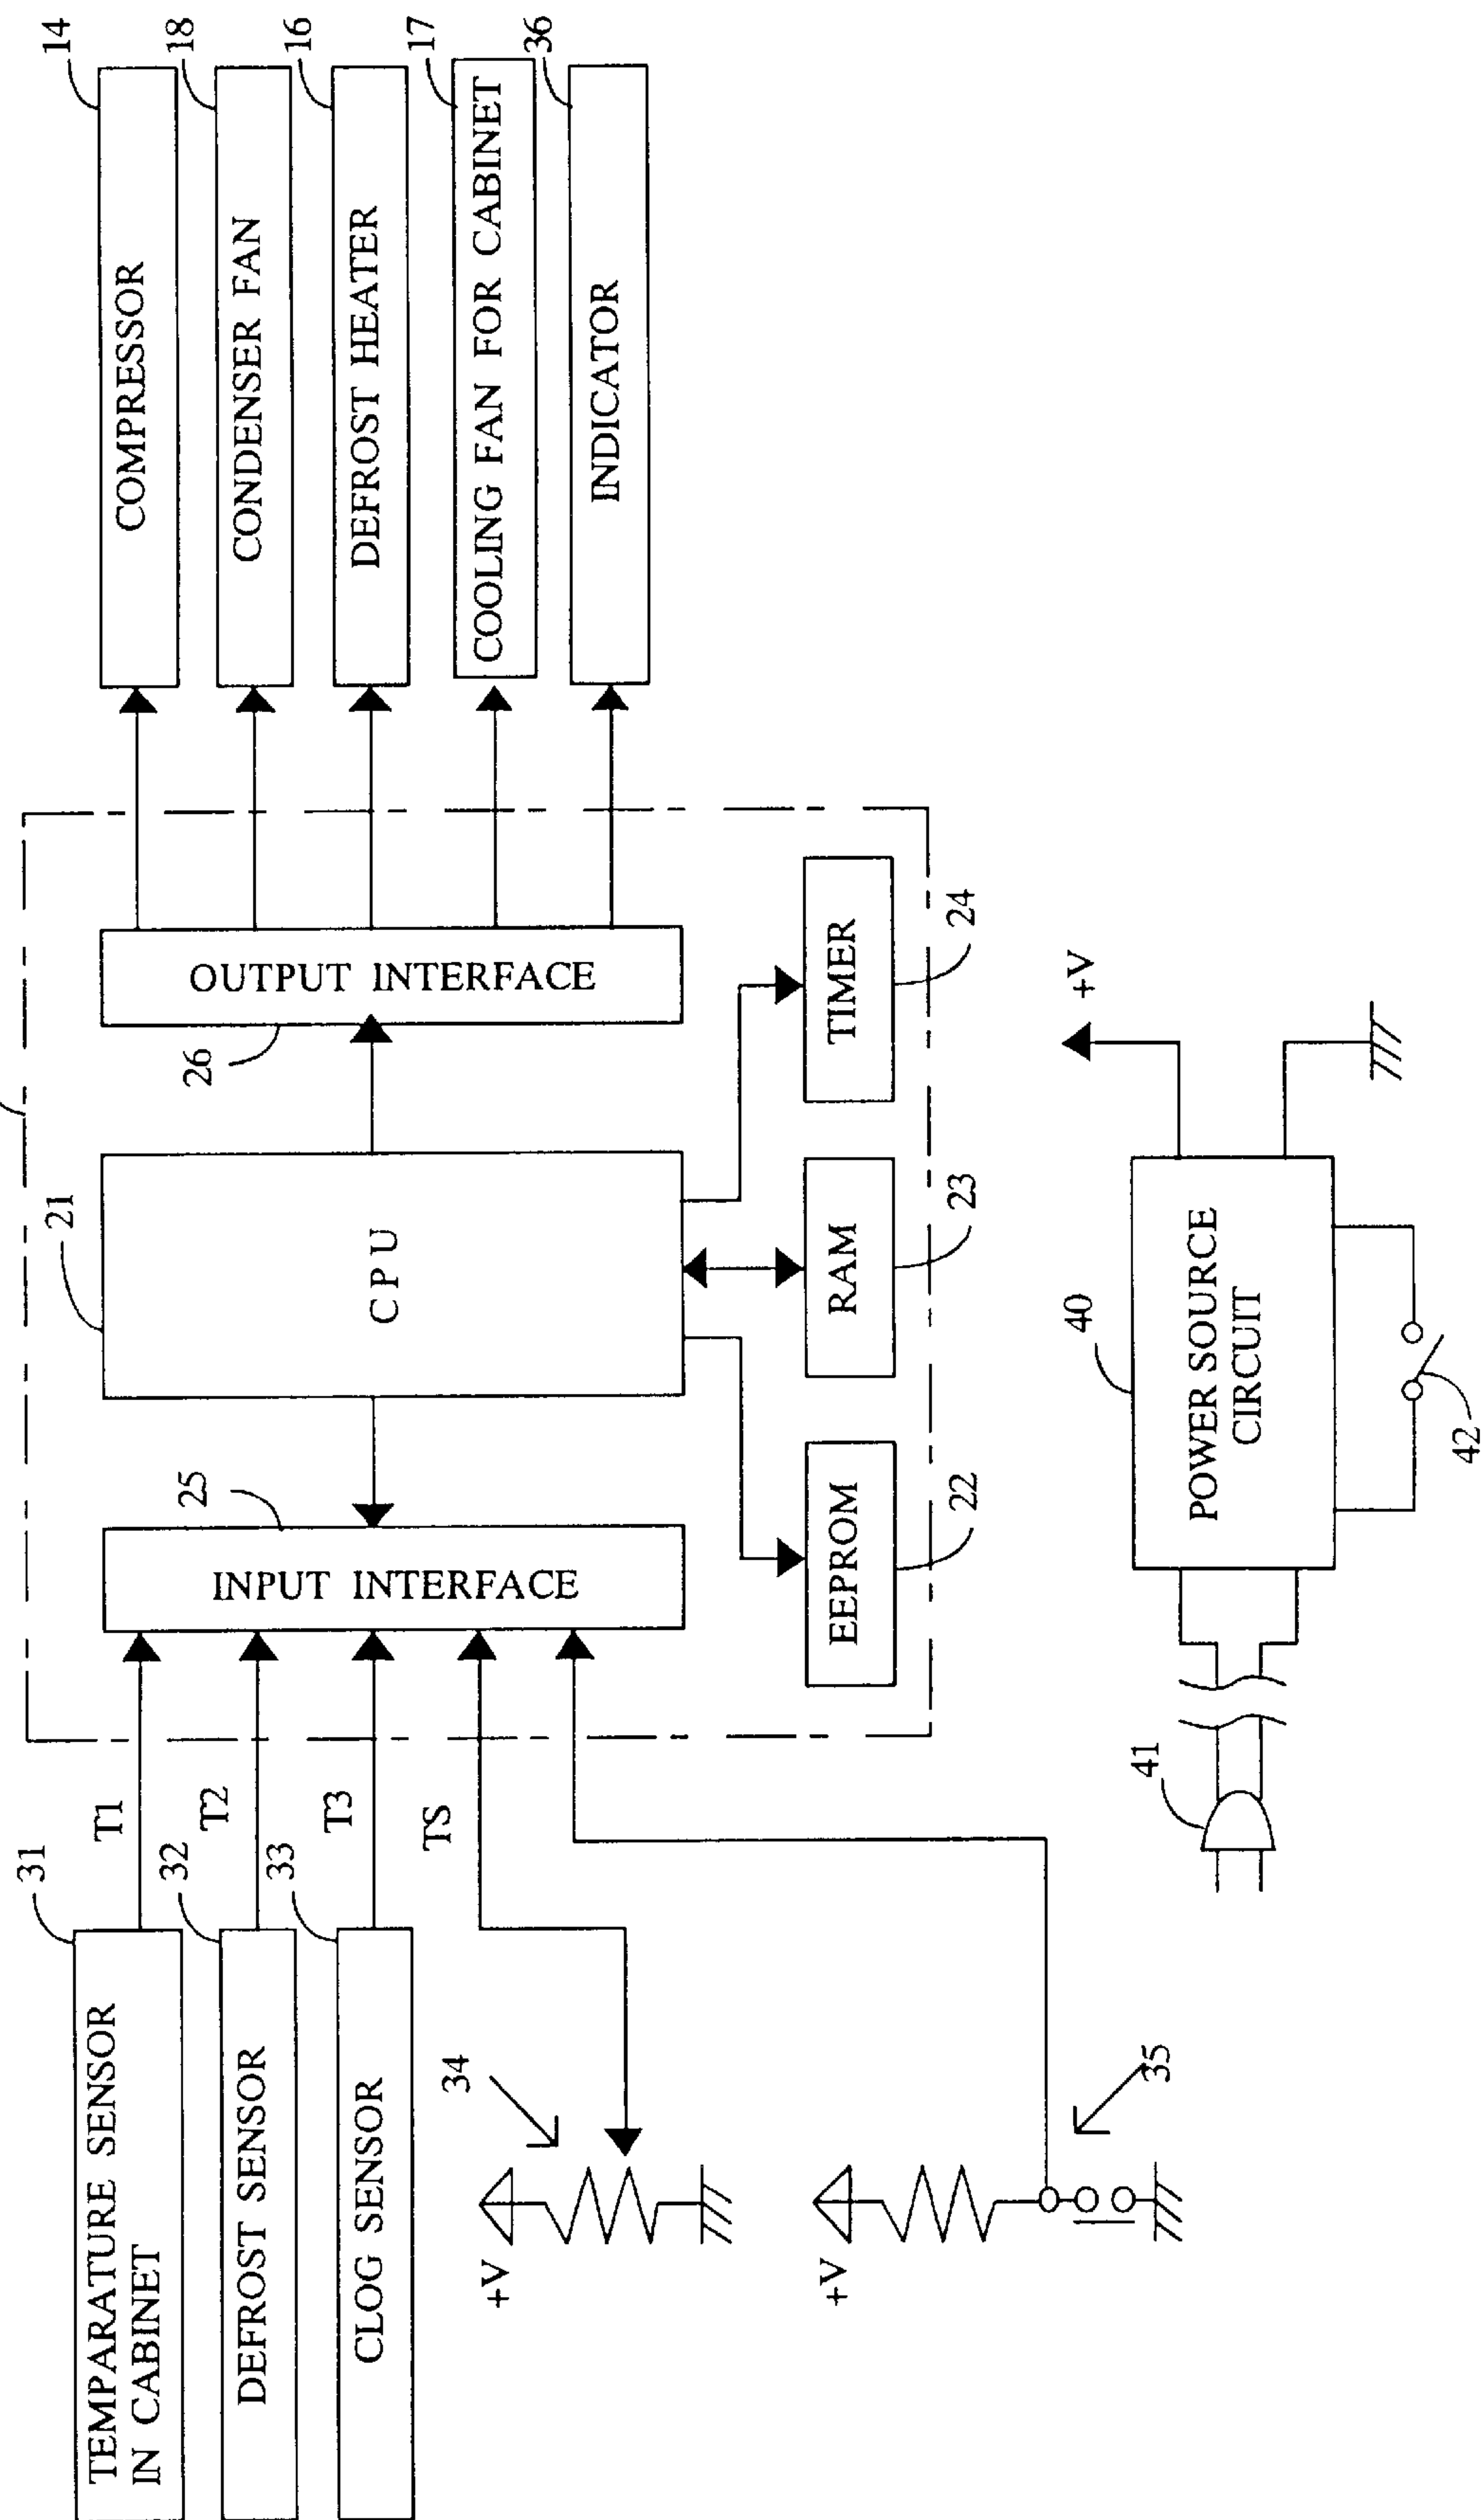 31
TEMPARATURE SENSOR
IN CABINET
T1
32
DEFROST SENSOR
T2
33
CLOG SENSOR
T3
TS
34
+V
+V
35
25
INPUT INTERFACE
21
CPU
26
OUTPUT INTERFACE
EEPROM
22
RAM
23
TIMER
24
COMPRESSOR
14
CONDENSER FAN
18
DEFROST HEATER
16
COOLING FAN FOR CABINET
17
INDICATOR
36
41
40
POWER SOURCE
CIRCUIT
42
+V